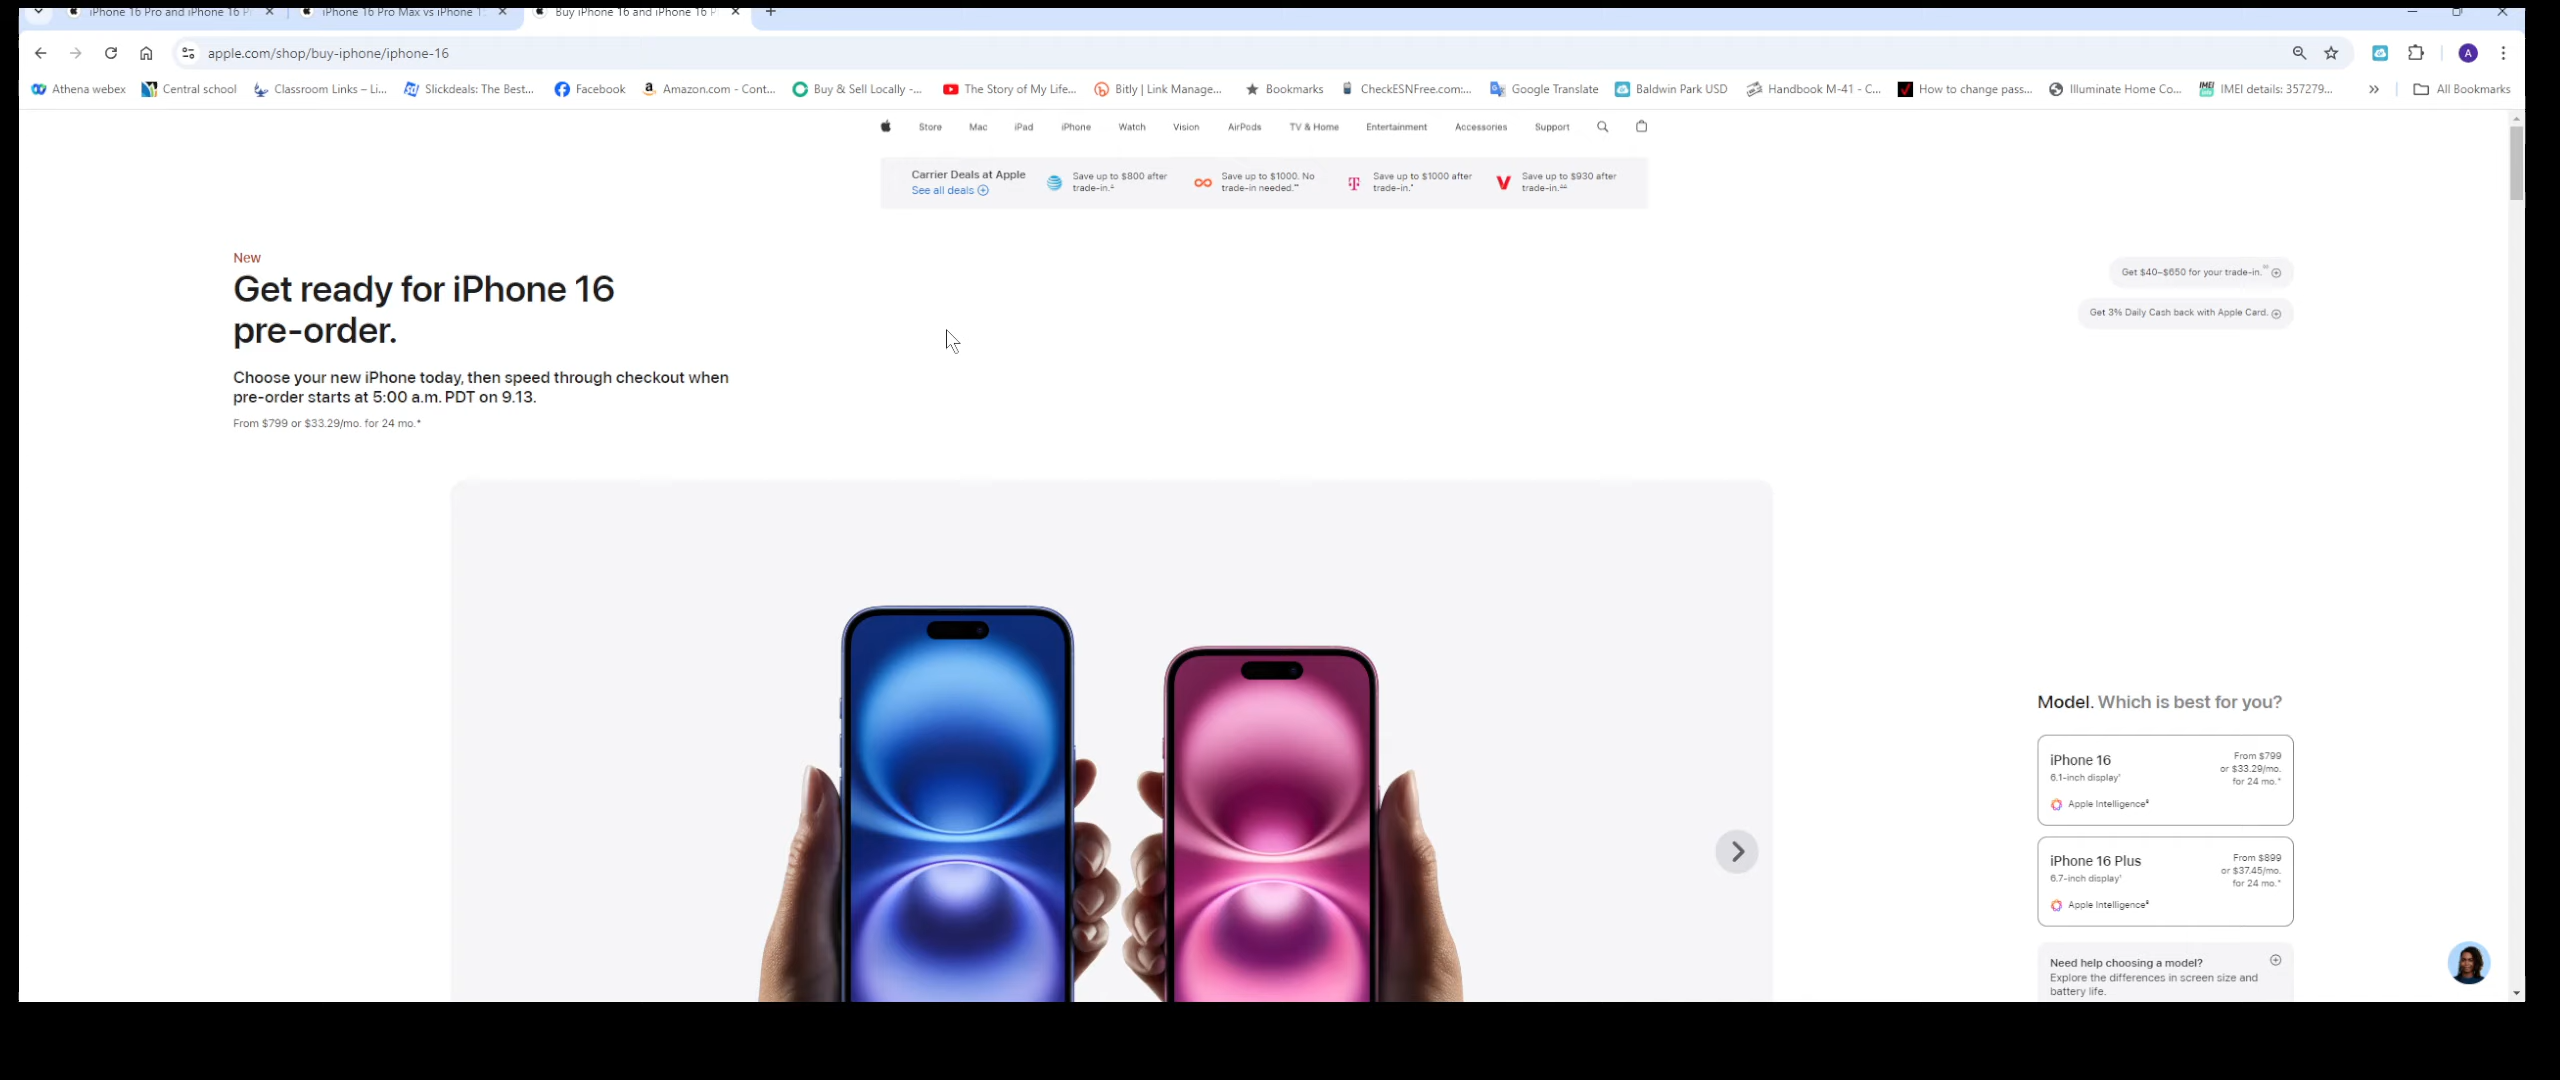 iPhone 16 Pro and iPhone 16 P
iPhone 16 Pro Max vs iPhone 1
Buy iPhone 16 and iPhone 16 P
apple.com/shop/buy-iphone/iphone-16
A
Athena webex
Central school
Classroom Links – Li...
Slickdeals: The Best...
Facebook
Amazon.com - Cont...
Buy & Sell Locally -...
The Story of My Life...
Bitly | Link Manage...
Bookmarks
CheckESNFree.com:...
Google Translate
Baldwin Park USD
Handbook M-41 - C...
How to change pass...
Illuminate Home Co...
IMEI details: 357279...
All Bookmarks
Store
Mac
iPad
iPhone
Watch
Vision
AirPods
TV & Home
Entertainment
Accessories
Support
Carrier Deals at Apple
See all deals
Save up to $800 after
trade-in.
Save up to $1000. No
trade-in needed.
Save up to $1000 after
trade-in.
Save up to $930 after
trade-in.
New
Get ready for iPhone 16
pre-order.
Get $40–$650 for your trade-in.
Get 3% Daily Cash back with Apple Card.
Choose your new iPhone today, then speed through checkout when
pre-order starts at 5:00 a.m. PDT on 9.13.
From $799 or $33.29/mo. for 24 mo.*
Model. Which is best for you?
iPhone 16
6.1-inch display¹
Apple Intelligence
From $799
or $33.29/mo.
for 24 mo.*
iPhone 16 Plus
6.7-inch display¹
Apple Intelligence
From $899
or $37.45/mo.
for 24 mo.*
Need help choosing a model?
Explore the differences in screen size and
battery life.